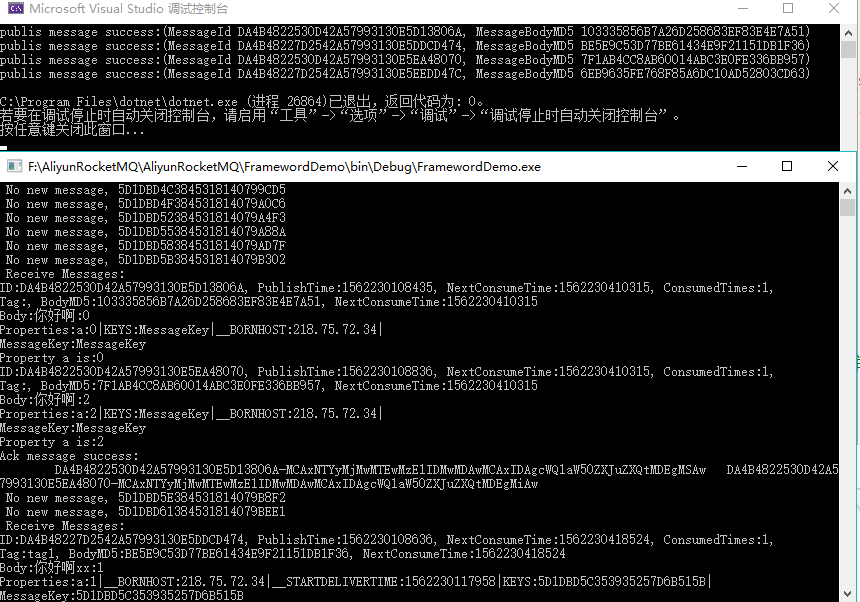 Microsoft Visual Studio 调试控制台
publis message success:(MessageId DA4B4822530D42A57993130E5D13806A, MessageBodyMD5 103335856B7A26D258683EF83E4E7A51)
publis message success:(MessageId DA4B48227D2542A57993130E5DDCD474, MessageBodyMD5 BE5E9C53D77BE61434E9F21151DB1F36)
publis message success:(MessageId DA4B4822530D42A57993130E5EA48070, MessageBodyMD5 7F1AB4CC8AB60014ABC3E0FE336BB957)
publis message success:(MessageId DA4B48227D2542A57993130E5EEDD47C, MessageBodyMD5 6EB9635FE768F85A6DC10AD52803CD63)
C:\Program Files\dotnet\dotnet.exe (进程 26864)已退出，返回代码为: 0。
若要在调试停止时自动关闭控制台，请启用“工具”->“选项”->“调试”->“调试停止时自动关闭控制台”。
按任意键关闭此窗口...
F:\AliyunRocketMQ\AliyunRocketMQ\FramewordDemo\bin\Debug\FramewordDemo.exe
No new message, 5D1DBD4C3845318140799CD5
No new message, 5D1DBD4F384531814079A0C6
No new message, 5D1DBD52384531814079A4F3
No new message, 5D1DBD55384531814079A88A
No new message, 5D1DBD58384531814079AD7F
No new message, 5D1DBD5B384531814079B302
Receive Messages:
ID:DA4B4822530D42A57993130E5D13806A, PublishTime:1562230108435, NextConsumeTime:1562230410315, ConsumedTimes:1,
Tag:, BodyMD5:103335856B7A26D258683EF83E4E7A51, NextConsumeTime:1562230410315
Body:你好啊:0
Properties:a:0|KEYS:MessageKey|__BORNHOST:218.75.72.34|
MessageKey:MessageKey
Property a is:0
ID:DA4B4822530D42A57993130E5EA48070, PublishTime:1562230108836, NextConsumeTime:1562230410315, ConsumedTimes:1,
Tag:, BodyMD5:7F1AB4CC8AB60014ABC3E0FE336BB957, NextConsumeTime:1562230410315
Body:你好啊:2
Properties:a:2|KEYS:MessageKey|__BORNHOST:218.75.72.34|
MessageKey:MessageKey
Property a is:2
Ack message success:
DA4B4822530D42A57993130E5D13806A-MCAxNTYyMjMwMTEwMzE1IDMwMDAwMCAxIDAgcWQ1aW50ZXJuZXQtMDEgMSAw DA4B4822530D42A5
7993130E5EA48070-MCAxNTYyMjMwMTEwMzE1IDMwMDAwMCAxIDAgcWQ1aW50ZXJuZXQtMDEgMiAw
No new message, 5D1DBD5E384531814079B8F2
No new message, 5D1DBD61384531814079BEE1
Receive Messages:
ID:DA4B48227D2542A57993130E5DDCD474, PublishTime:1562230108636, NextConsumeTime:1562230418524, ConsumedTimes:1,
Tag:tag1, BodyMD5:BE5E9C53D77BE61434E9F21151DB1F36, NextConsumeTime:1562230418524
Body:你好啊xx:1
Properties:a:1|__BORNHOST:218.75.72.34|__STARTDELIVERTIME:1562230117958|KEYS:5D1DBD5C353935257D6B515B|
MessageKey:5D1DBD5C353935257D6B515B